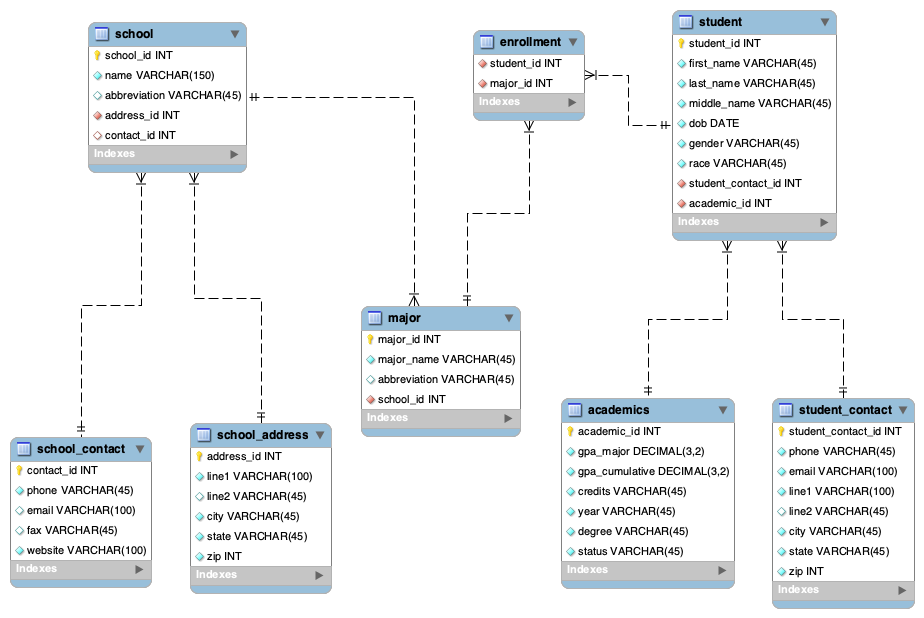 school
school_id INT
name VARCHAR(150)
abbreviation VARCHAR(45)
address_id INT
contact_id INT
Indexes
enrollment
student_id INT
major_id INT
Indexes
student
student_id INT
first_name VARCHAR(45)
last_name VARCHAR(45)
middle_name VARCHAR(45)
dob DATE
gender VARCHAR(45)
race VARCHAR(45)
student_contact_id INT
academic_id INT
Indexes
major
major_id INT
major_name VARCHAR(45)
abbreviation VARCHAR(45)
school_id INT
Indexes
school_contact
contact_id INT
phone VARCHAR(45)
email VARCHAR(100)
fax VARCHAR(45)
website VARCHAR(100)
Indexes
school_address
address_id INT
line1 VARCHAR(100)
line2 VARCHAR(45)
city VARCHAR(45)
state VARCHAR(45)
zip INT
Indexes
academics
academic_id INT
gpa_major DECIMAL(3,2)
gpa_cumulative DECIMAL(3,2)
credits VARCHAR(45)
year VARCHAR(45)
degree VARCHAR(45)
status VARCHAR(45)
Indexes
student_contact
student_contact_id INT
phone VARCHAR(45)
email VARCHAR(100)
line1 VARCHAR(100)
line2 VARCHAR(45)
city VARCHAR(45)
state VARCHAR(45)
zip INT
Indexes